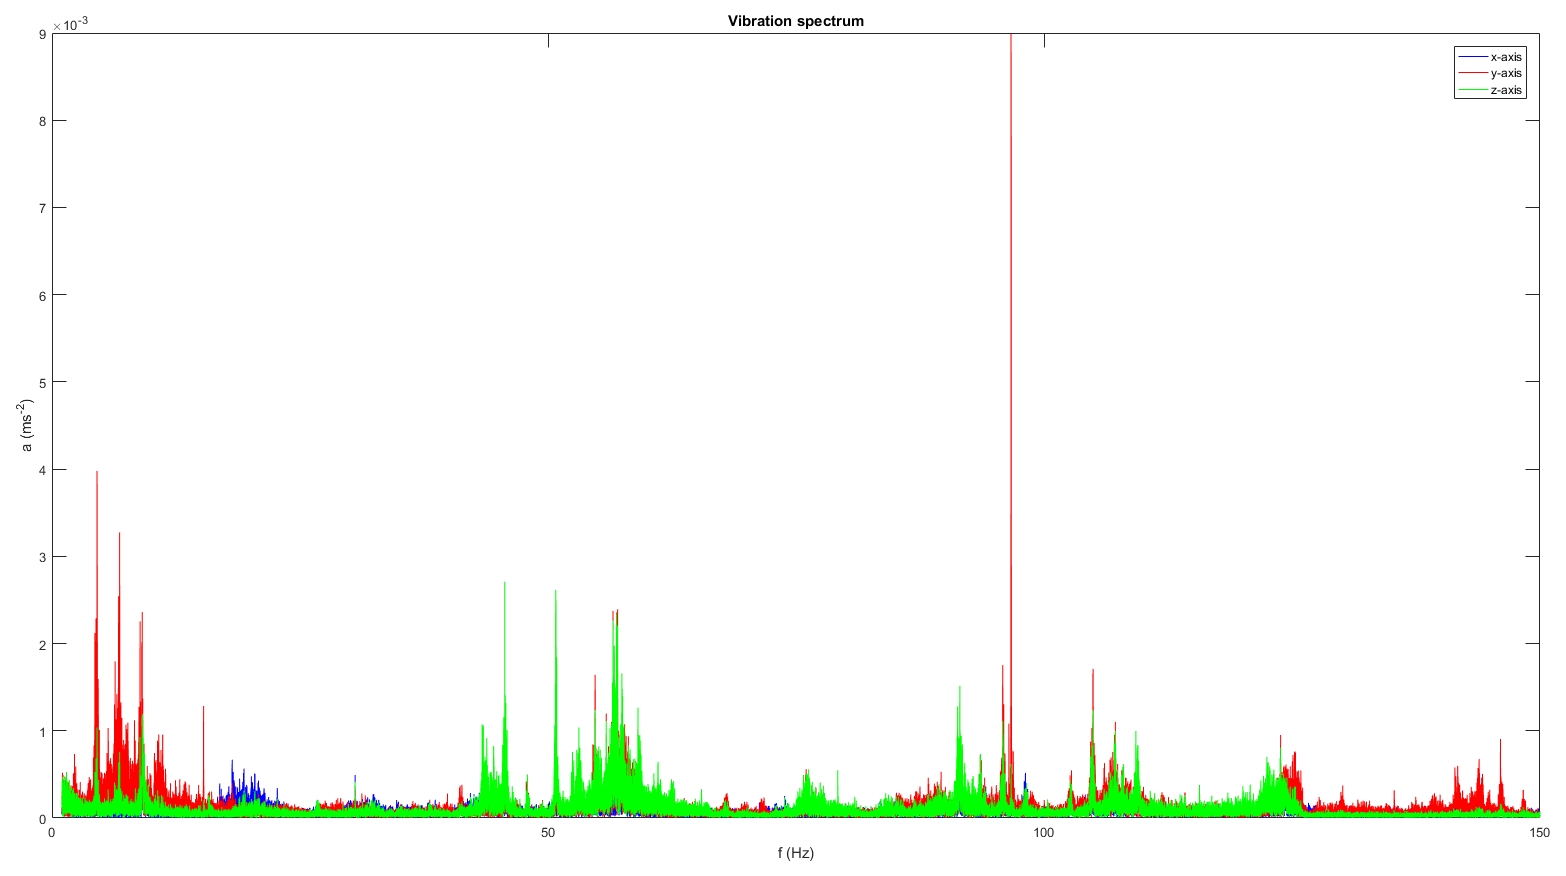 Vibration spectrum
×10⁻³
9
8
7
6
5
4
3
2
1
0
a (ms⁻²)
0
50
100
150
f (Hz)
x-axis
y-axis
z-axis